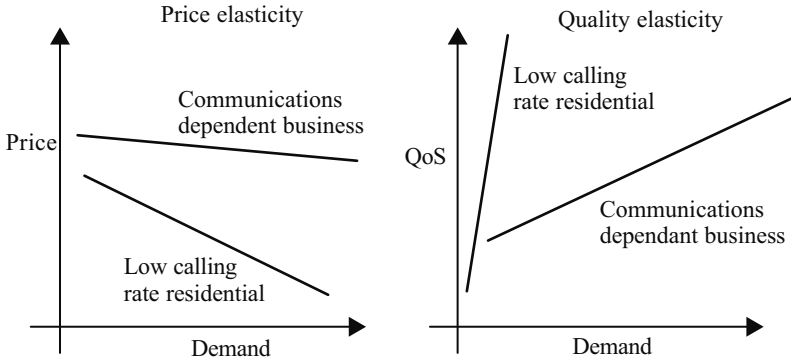 Price elasticity
Communications
dependent business
Price
Low calling
rate residential
Demand
Quality elasticity
Low calling
rate residential
QoS
Communications
dependant business
Demand